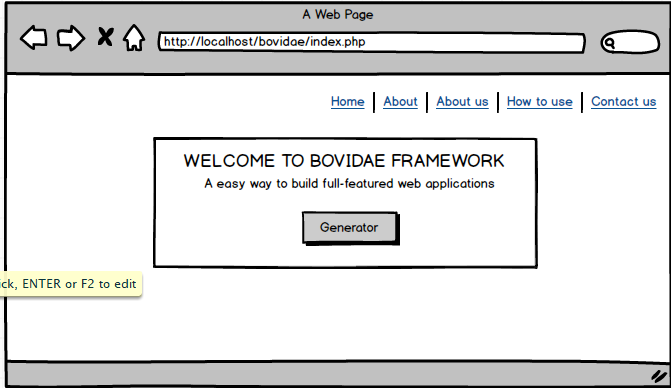 A Web Page
http://localhost/bovidae/index.php
Home | About | About us | How to use | Contact us
WELCOME TO BOVIDAE FRAMEWORK
A easy way to build full-featured web applications
Generator
ick, ENTER or F2 to edit